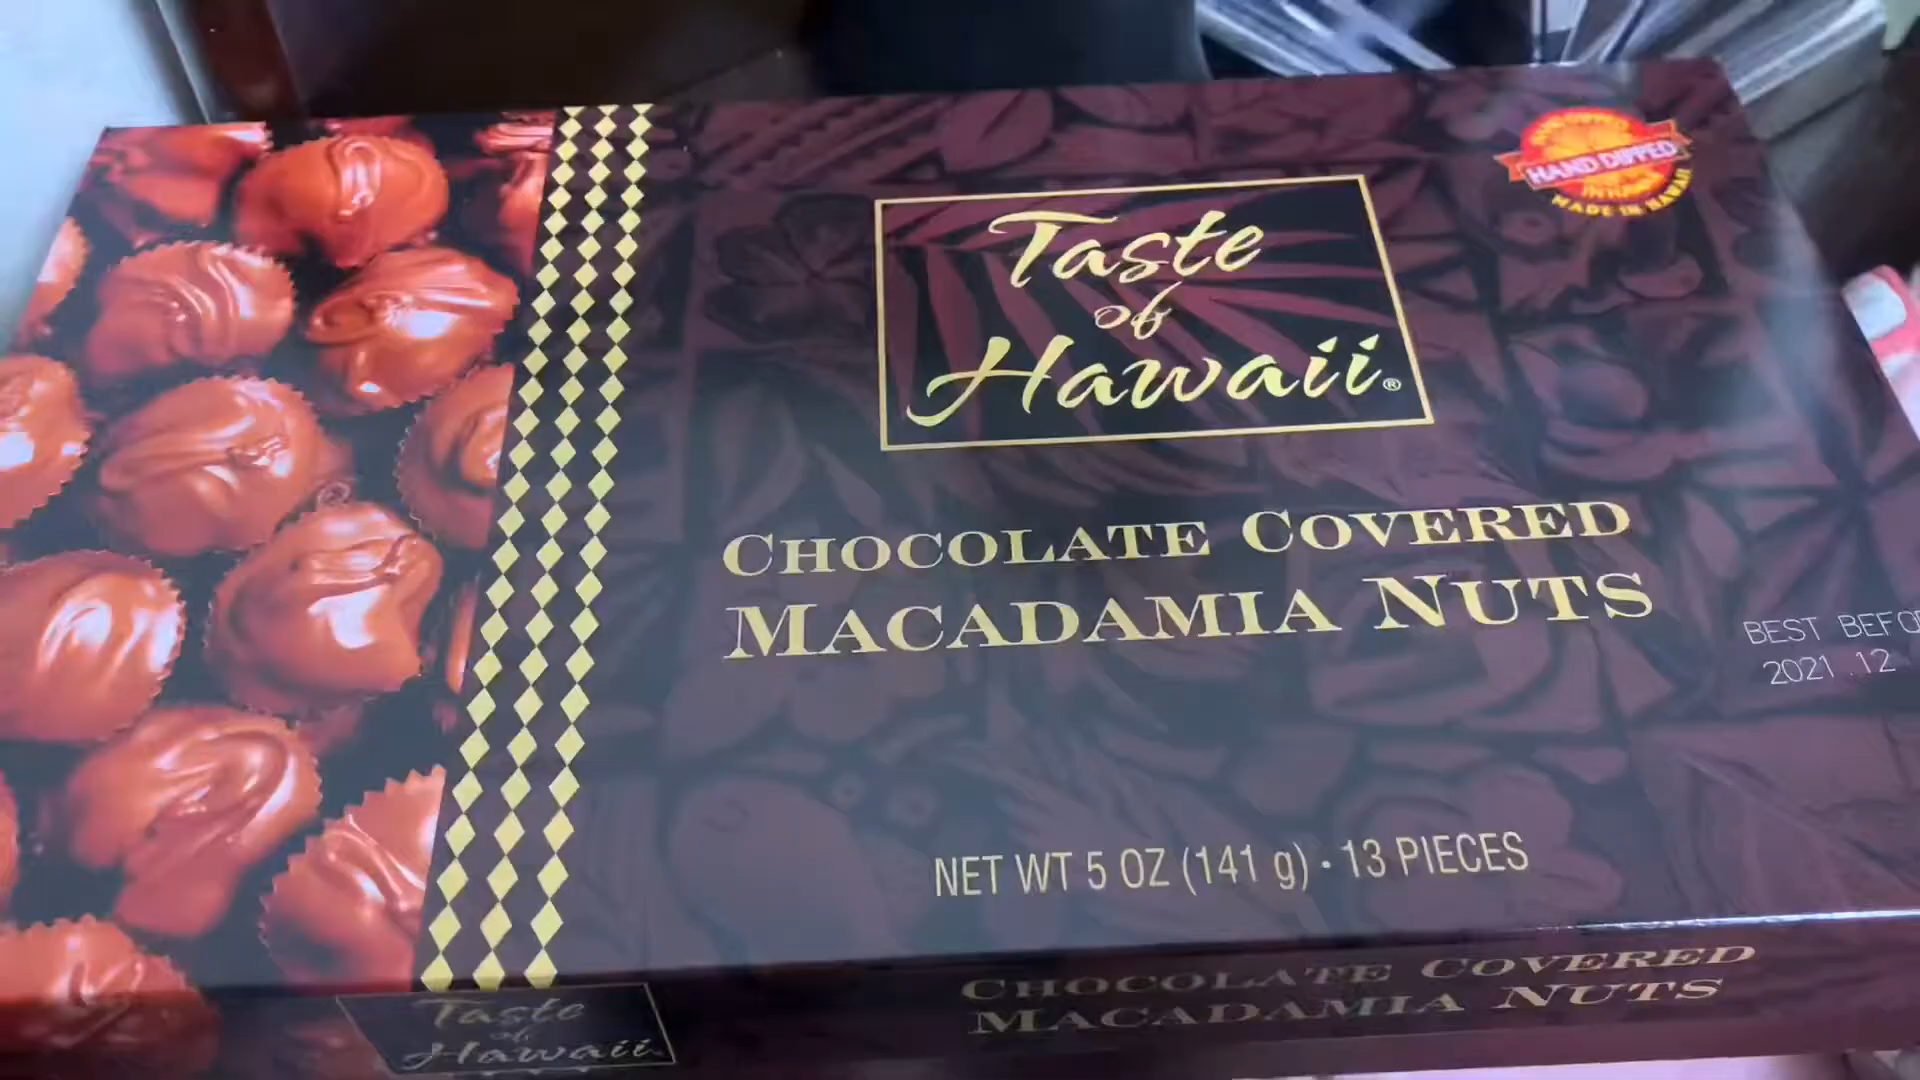 HAND DIPPED
MADE IN HAWAII
Taste
of
Hawaii®
CHOCOLATE COVERED
MACADAMIA NUTS
BEST BEFO
2021.12
NET WT 5 OZ (141 g) • 13 PIECES
CHOCOLATE COVERED
MACADAMIA NUTS
Taste
of
Hawaii